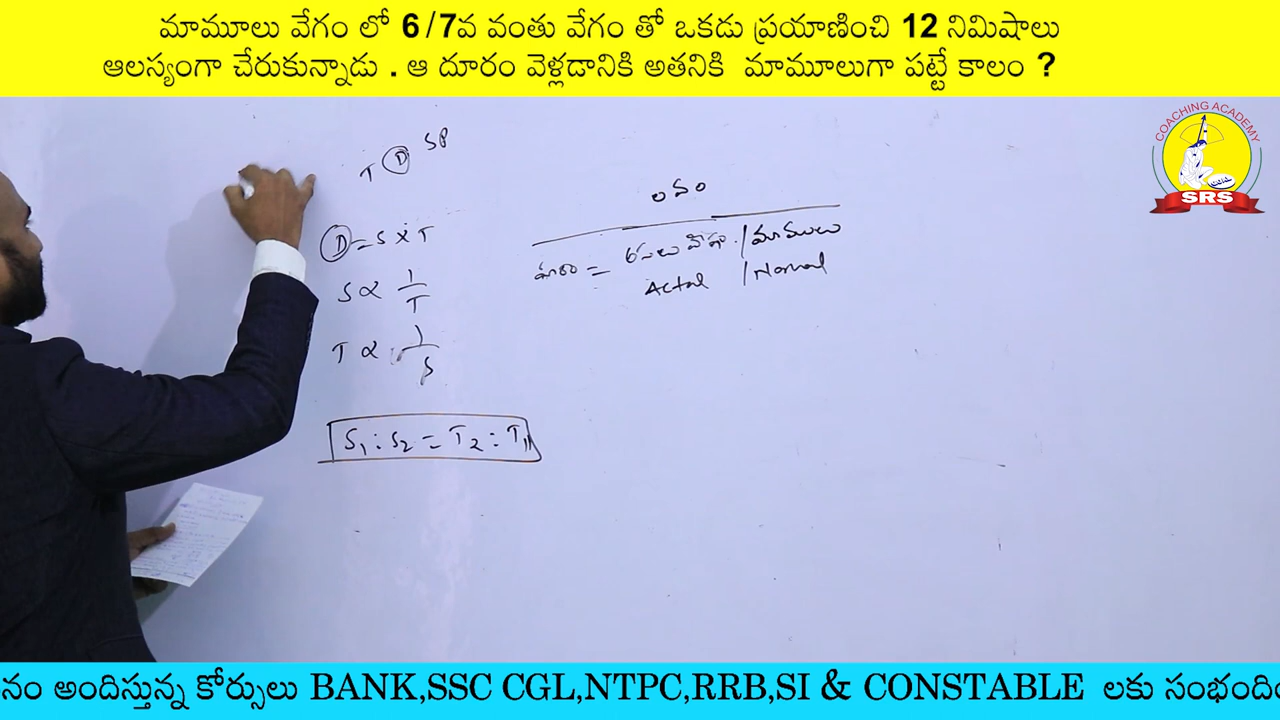 మామూలు వేగం లో 6/7వ వంతు వేగం తో ఒకడు ప్రయాణించి 12 నిమిషాలు
ఆలస్యంగా చేరుకున్నాడు . ఆ దూరం వెళ్లడానికి అతనికి మామూలుగా పట్టే కాలం ?
COACHING ACADEMY
SRS
T D SP
D = S × T
S ∝ 1/T
T ∝ 1/S
S₁ : S₂ = T₂ : T₁
/ మామూలు
Actal / Normal
నం అందిస్తున్న కోర్సులు BANK,SSC CGL,NTPC,RRB,SI & CONSTABLE లకు సంభందిం